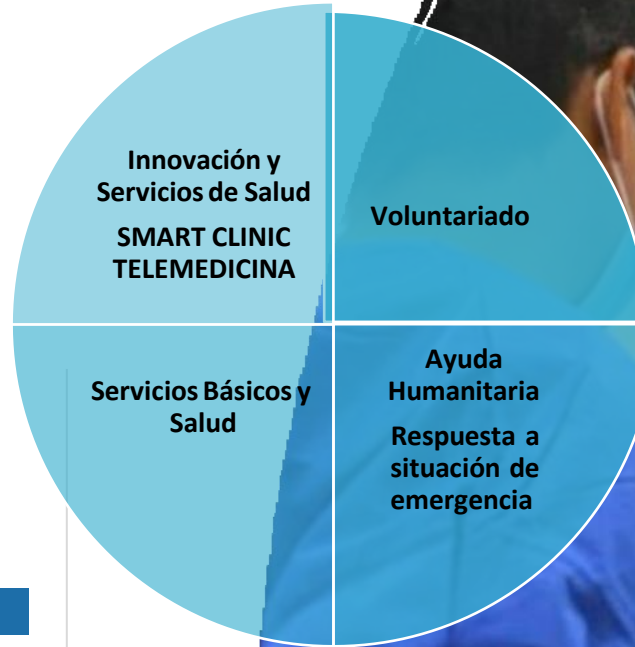 Innovación y
Servicios de Salud
SMART CLINIC
TELEMEDICINA
Voluntariado
Servicios Básicos y
Salud
Ayuda
Humanitaria
Respuesta a
situación de
emergencia